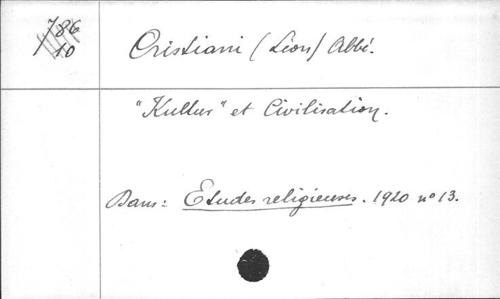 786
10
Cristiani (Léon) Abbé.
"Kultur" et Civilisation.
Dans: Etudes religieuses. 1920 n° 13.